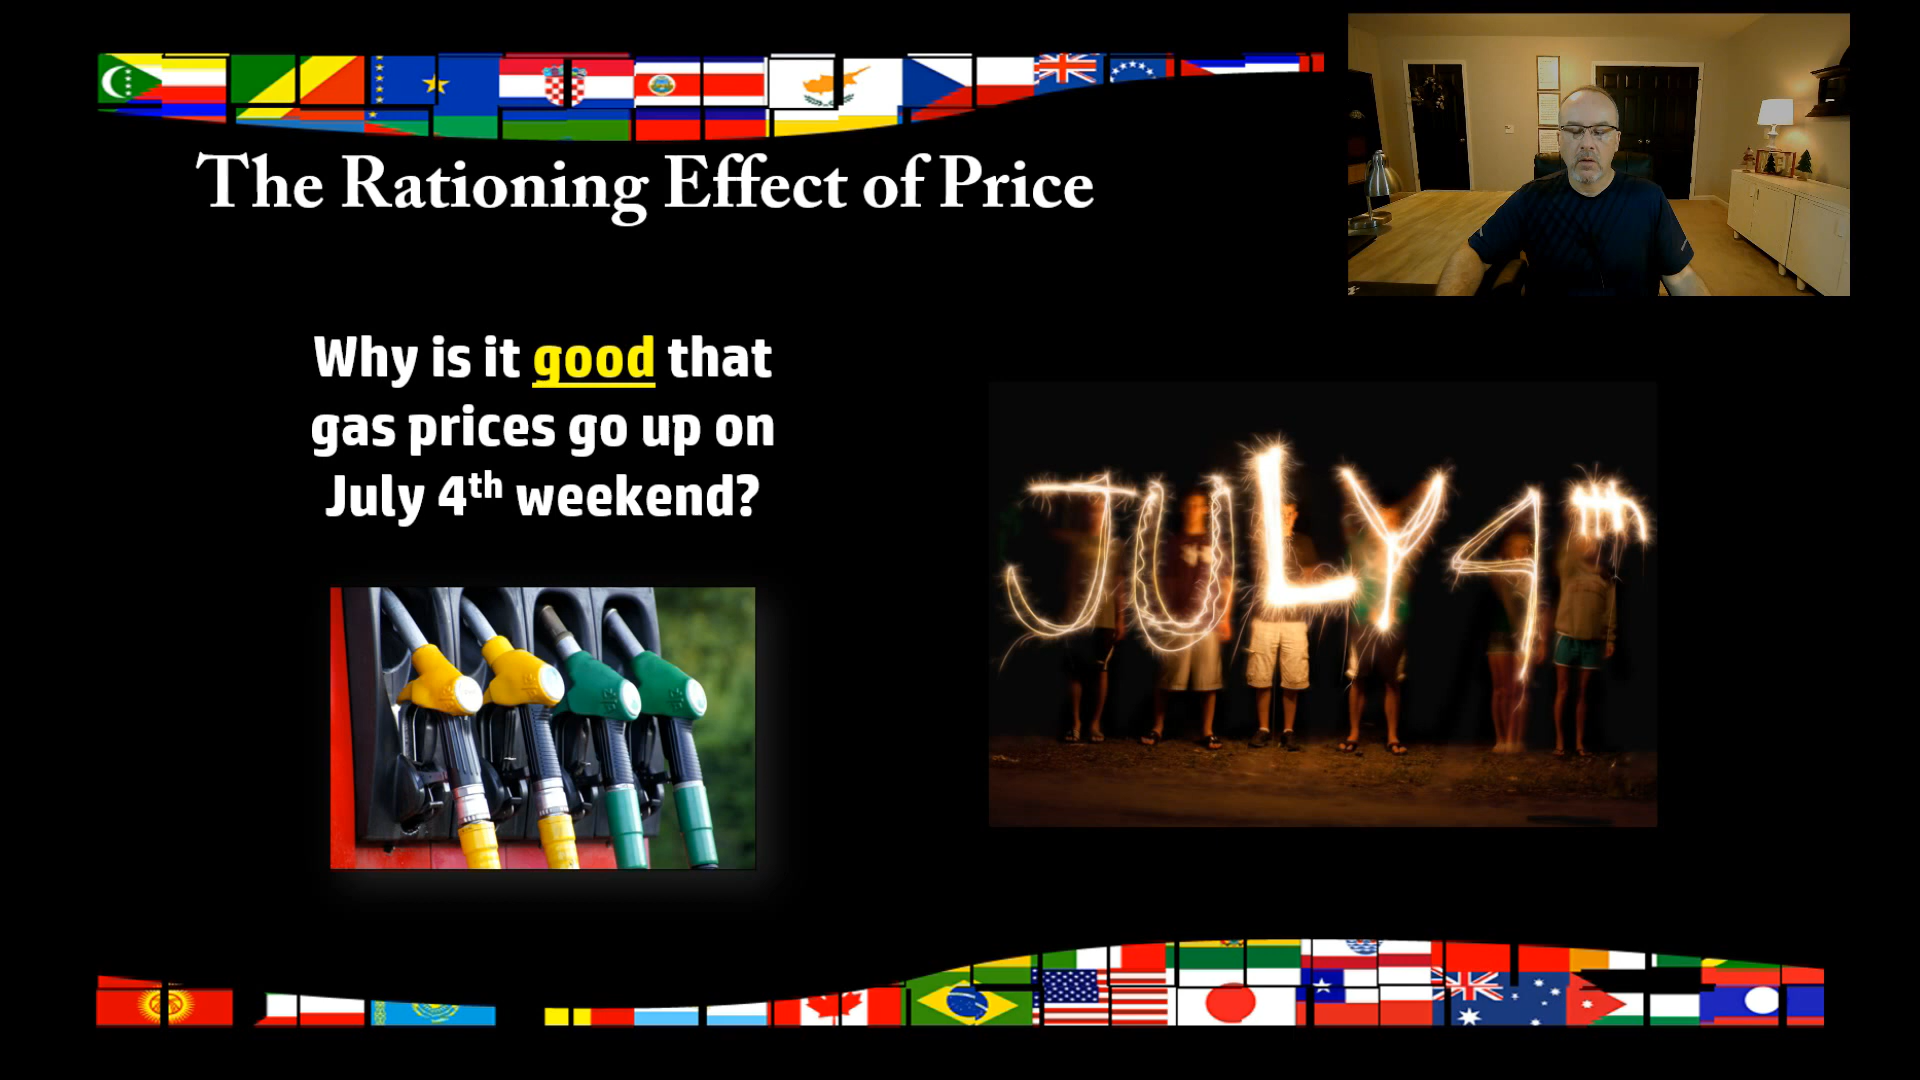 The Rationing Effect of Price
Why is it good that
gas prices go up on
July 4th weekend?
JULY 4th